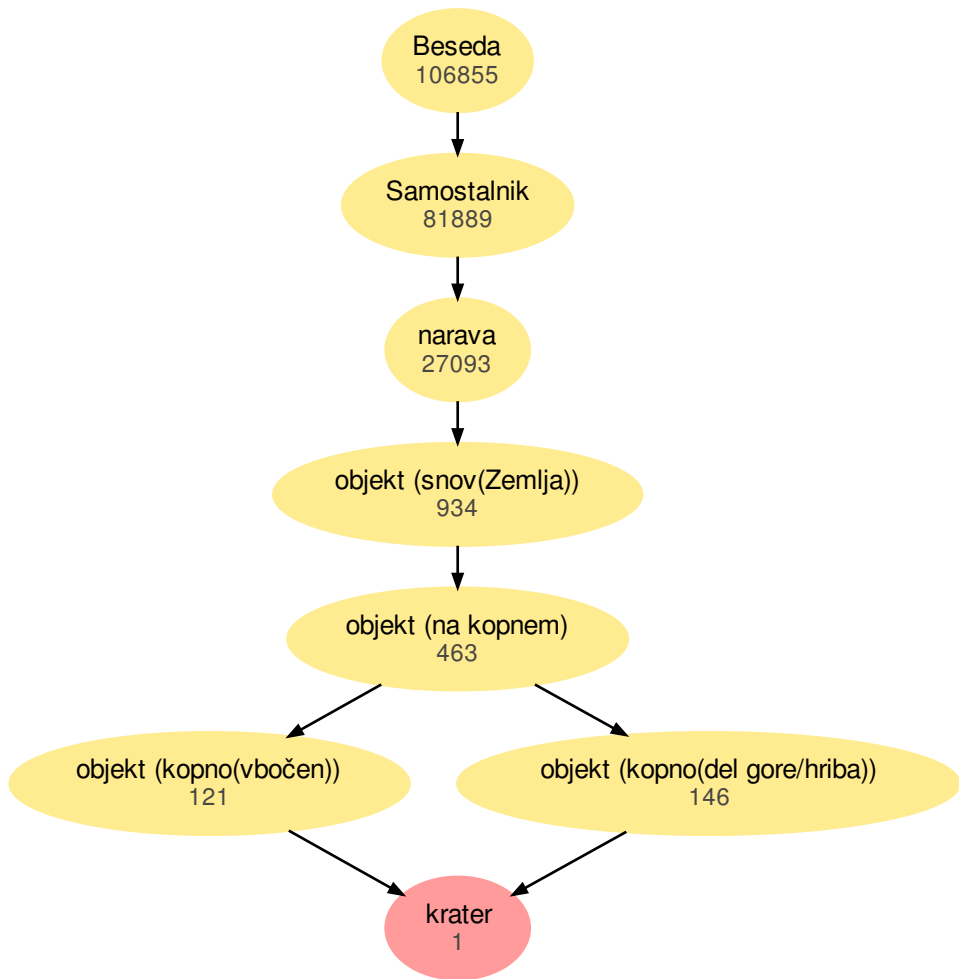 Beseda
106855
Samostalnik
81889
narava
27093
objekt (snov(Zemlja))
934
objekt (na kopnem)
463
objekt (kopno(vbočen))
121
objekt (kopno(del gore/hriba))
146
krater
1